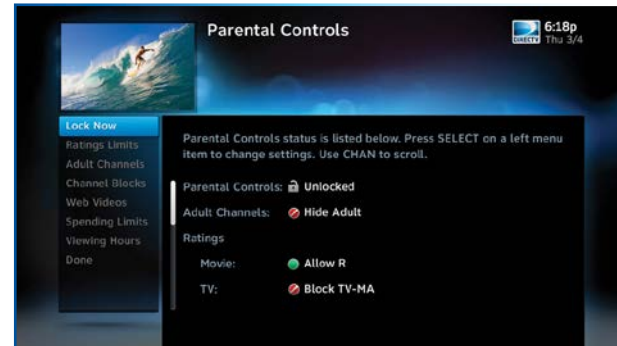 Parental Controls
DIRECTV
6:18p
Thu 3/4
Lock Now
Ratings Limits
Adult Channels
Channel Blocks
Web Videos
Spending Limits
Viewing Hours
Done
Parental Controls status is listed below. Press SELECT on a left menu
item to change settings. Use CHAN to scroll.
Parental Controls: Unlocked
Adult Channels: Hide Adult
Ratings
Movie: Allow R
TV: Block TV-MA